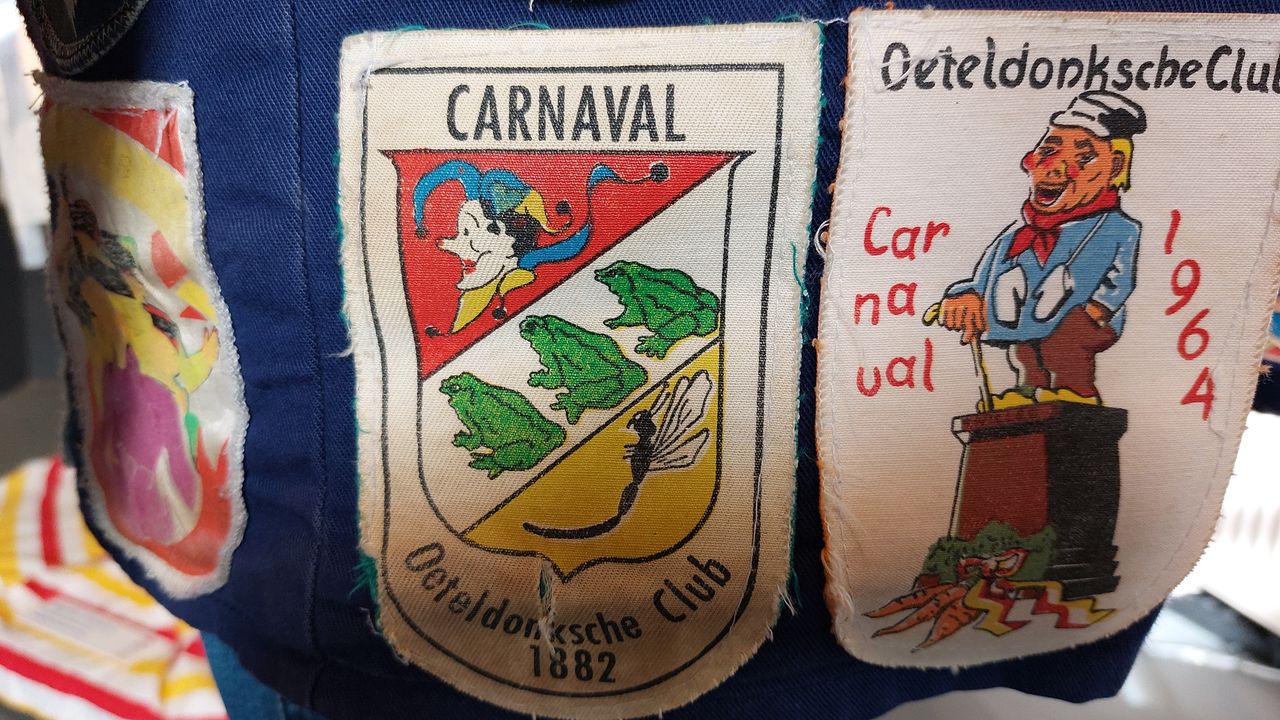 CARNAVAL
Oeteldonksche Club
1882
Oeteldonksche Club
Car
na
val
1964